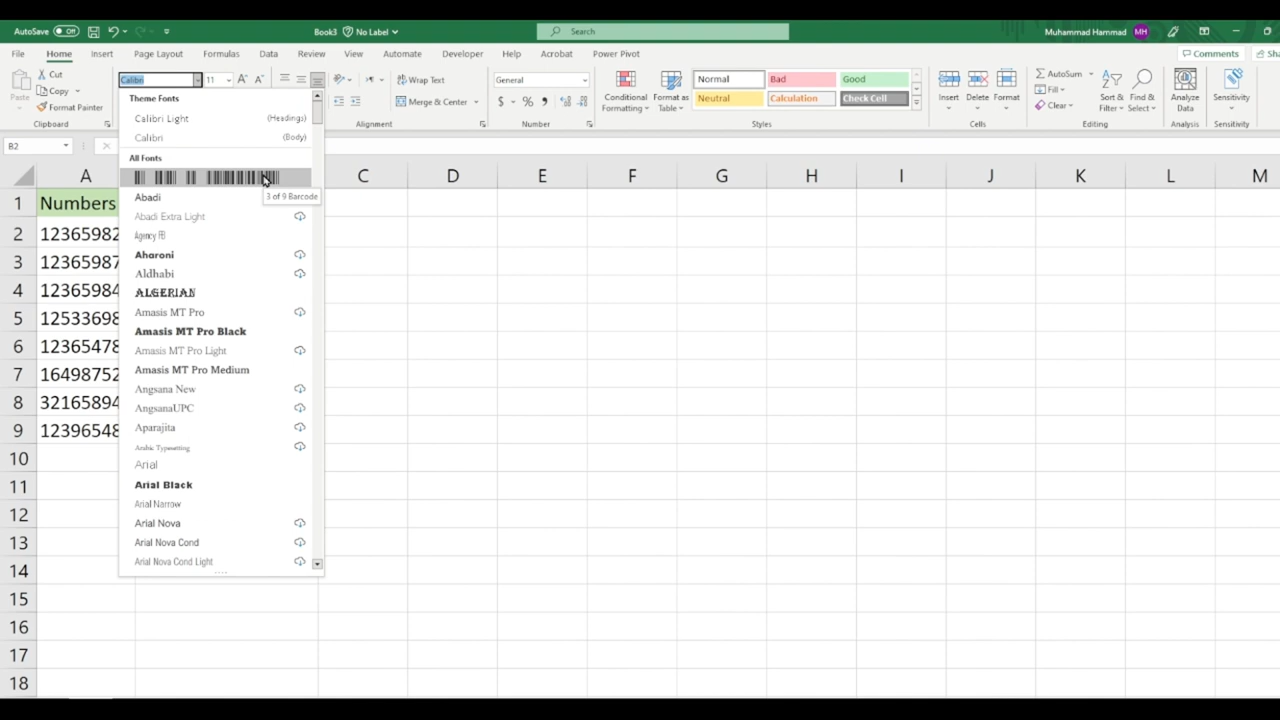 AutoSave Off Book3 No Label Search Muhammad Hammad MH
File Home Insert Page Layout Formulas Data Review View Automate Developer Help Acrobat Power Pivot Comments Sha
Paste Cut Copy Format Painter Clipboard
Calibri 11
Wrap Text Merge & Center Alignment
General $ % Number
Conditional Formatting Format as Table
Normal Bad Good
Neutral Calculation Check Cell
Styles
Insert Delete Format Cells
AutoSum Fill Clear Sort & Filter Find & Select Editing
Analyze Data Analysis
Sensitivity Sensitivity
B2
Theme Fonts
Calibri Light (Headings)
Calibri (Body)
All Fonts
3 of 9 Barcode
Abadi
Abadi Extra Light
Agency FB
Aharoni
Aldhabi
ALGERIAN
Amasis MT Pro
Amasis MT Pro Black
Amasis MT Pro Light
Amasis MT Pro Medium
Angsana New
AngsanaUPC
Aparajita
Arabic Typesetting
Arial
Arial Black
Arial Narrow
Arial Nova
Arial Nova Cond
Arial Nova Cond Light
A C D E F G H I J K L M
1 Numbers
2 12365982
3 12365987
4 12365984
5 12533698
6 12365478
7 16498752
8 32165894
9 12396548
10
11
12
13
14
15
16
17
18